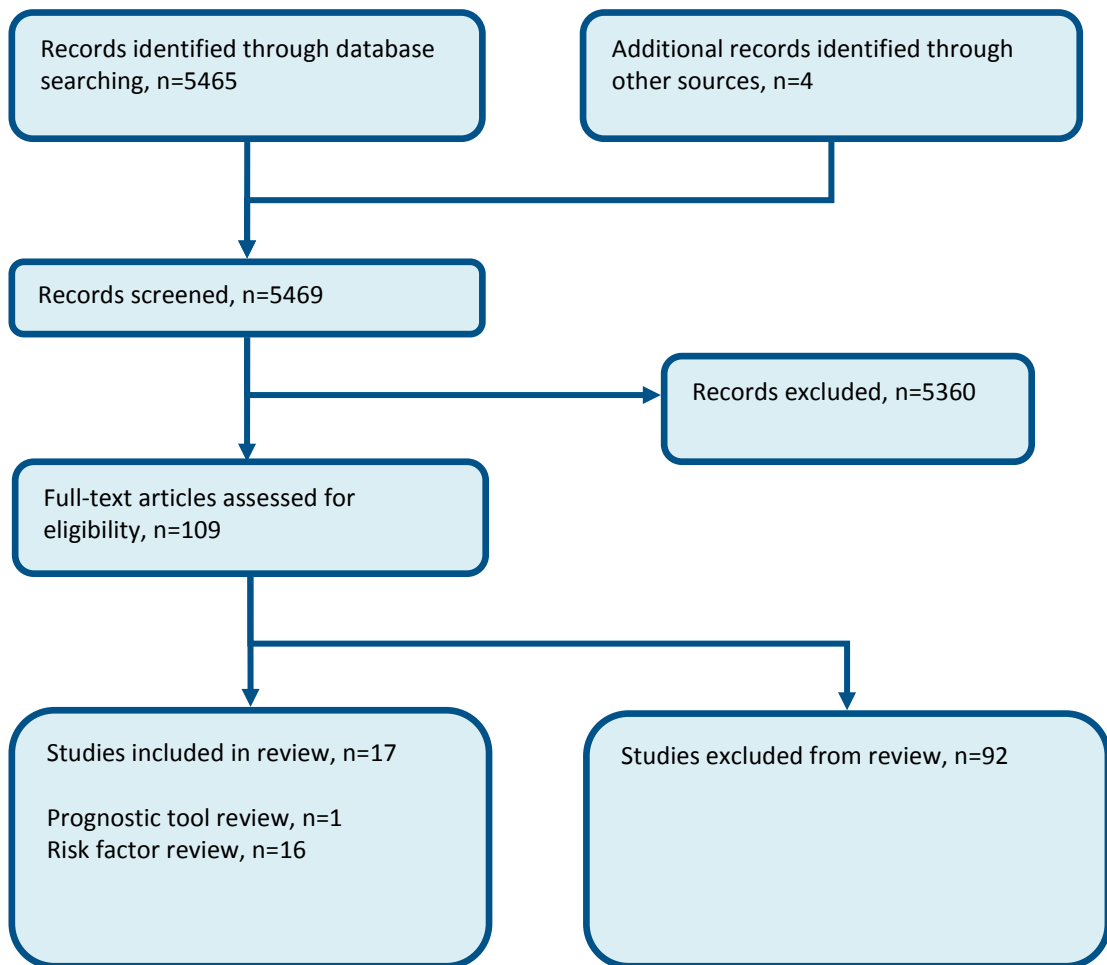 Records identified through database
searching, n=5465
Additional records identified through
other sources, n=4
Records screened, n=5469
Records excluded, n=5360
Full-text articles assessed for
eligibility, n=109
Studies included in review, n=17
Prognostic tool review, n=1
Risk factor review, n=16
Studies excluded from review, n=92